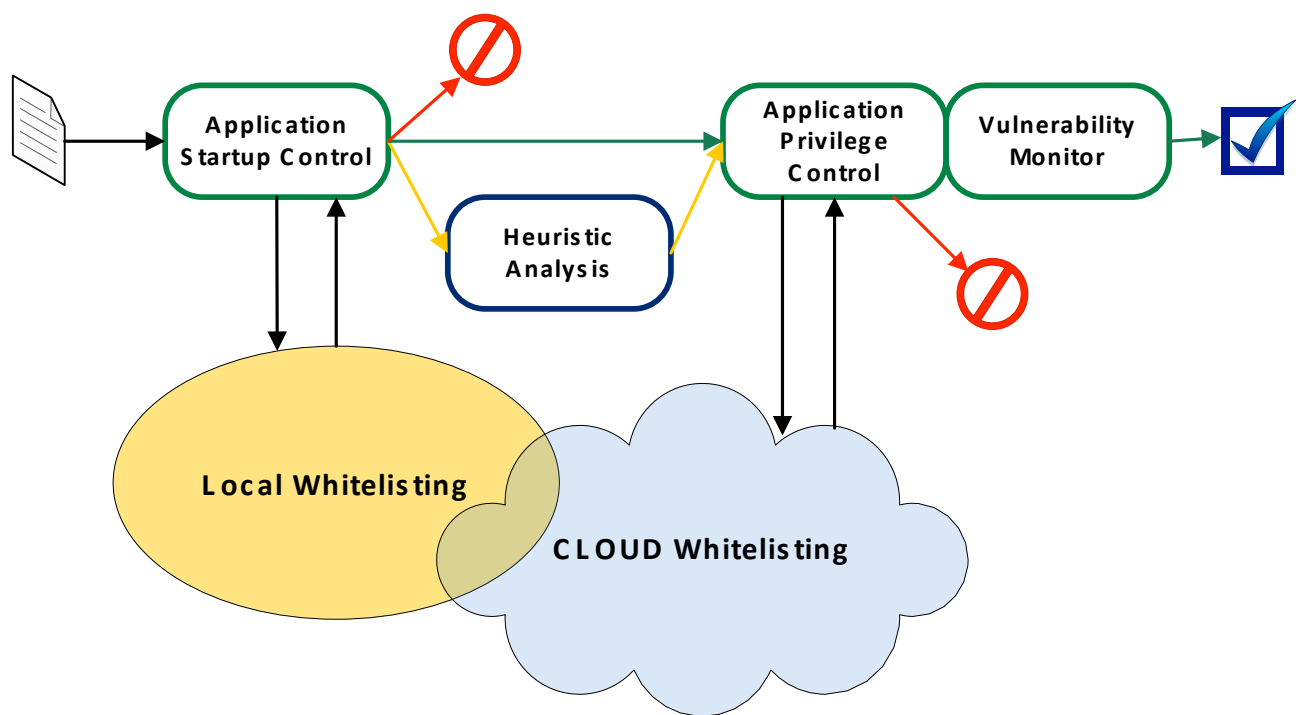 Application
Startup Control
Application
Privilege
Control
Vulnerability
Monitor
Heuristic
Analysis
Local Whitelisting
CLOUD Whitelisting